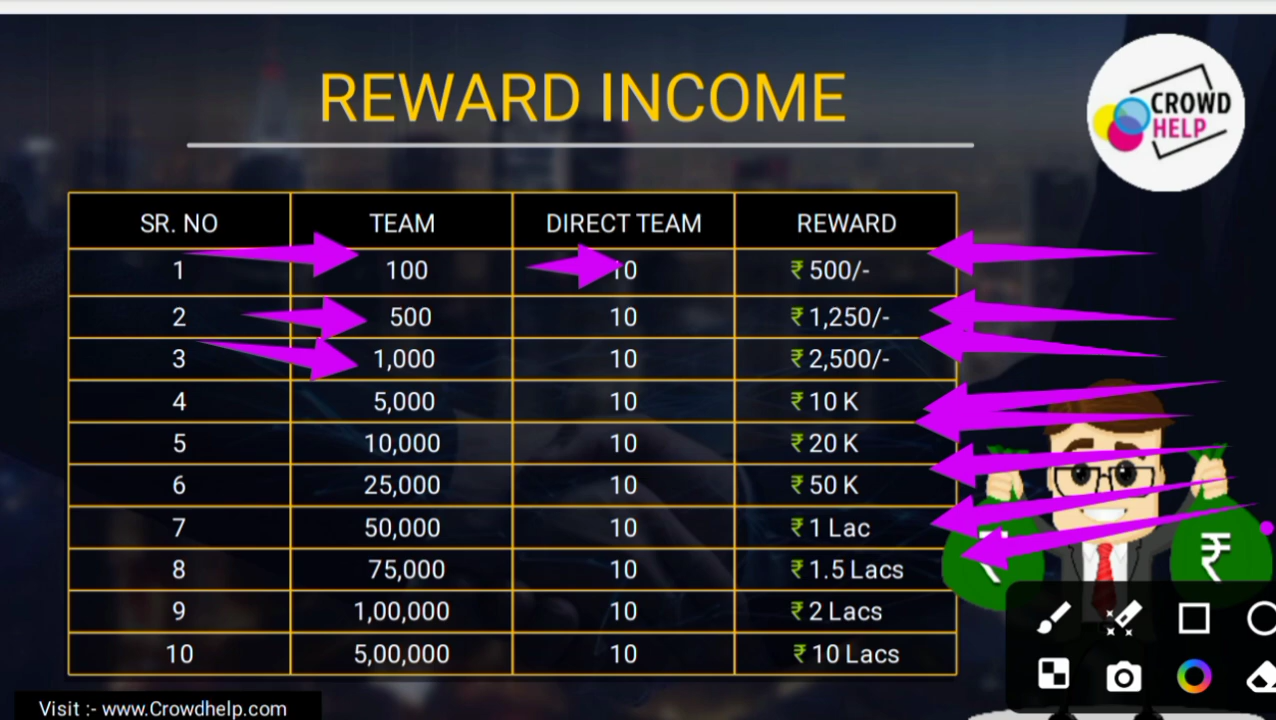 REWARD INCOME
CROWD
HELP
SR. NO TEAM DIRECT TEAM REWARD
1 100 10 ₹ 500/-
2 500 10 ₹ 1,250/-
3 1,000 10 ₹ 2,500/-
4 5,000 10 ₹ 10 K
5 10,000 10 ₹ 20 K
6 25,000 10 ₹ 50 K
7 50,000 10 ₹ 1 Lac
8 75,000 10 ₹ 1.5 Lacs
9 1,00,000 10 ₹ 2 Lacs
10 5,00,000 10 ₹ 10 Lacs
₹ ₹
Visit :- www.Crowdhelp.com